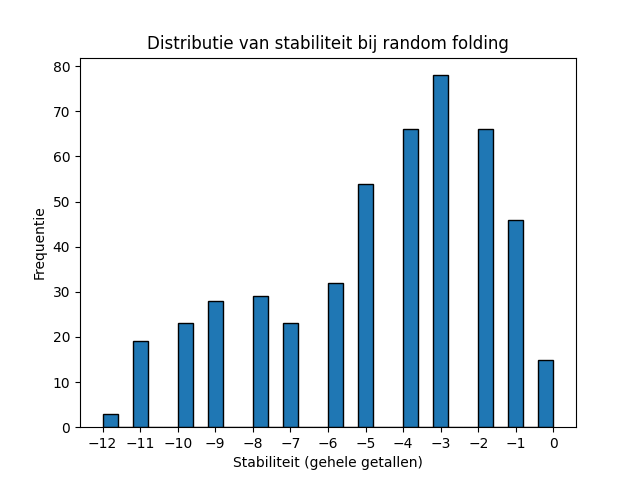 Distributie van stabiliteit bij random folding
80
70
60
50
40
30
20
10
0
Frequentie
−12 −11 −10 −9 −8 −7 −6 −5 −4 −3 −2 −1 0
Stabiliteit (gehele getallen)